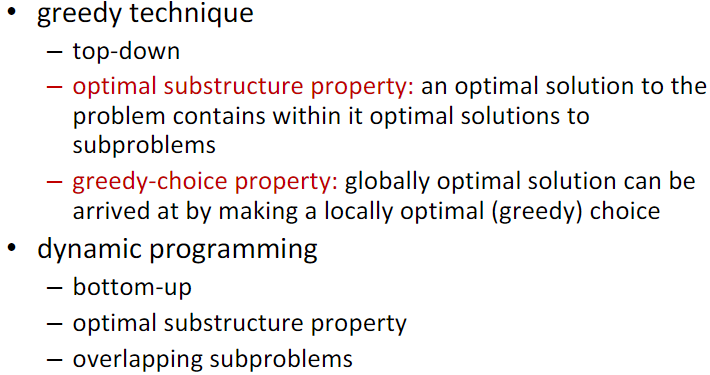 • greedy technique
– top-down
– optimal substructure property: an optimal solution to the
problem contains within it optimal solutions to
subproblems
– greedy-choice property: globally optimal solution can be
arrived at by making a locally optimal (greedy) choice
• dynamic programming
– bottom-up
– optimal substructure property
– overlapping subproblems